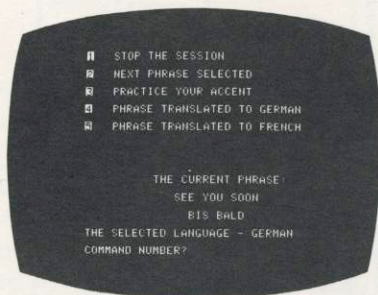 1 STOP THE SESSION
2 NEXT PHRASE SELECTED
3 PRACTICE YOUR ACCENT
4 PHRASE TRANSLATED TO GERMAN
5 PHRASE TRANSLATED TO FRENCH
THE CURRENT PHRASE:
SEE YOU SOON
BIS BALD
THE SELECTED LANGUAGE - GERMAN
COMMAND NUMBER?